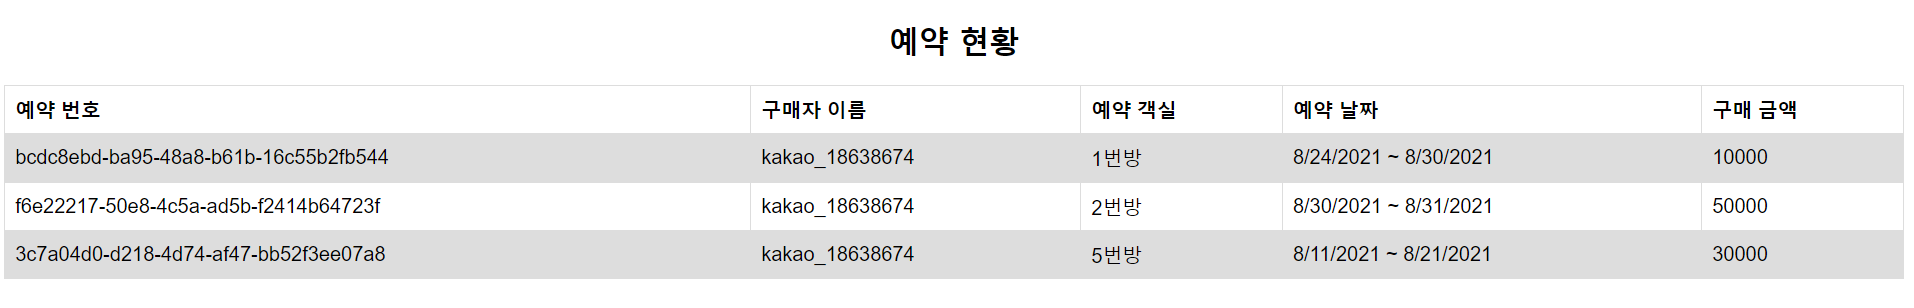 예약 현황
예약 번호 구매자 이름 예약 객실 예약 날짜 구매 금액
bcdc8ebd-ba95-48a8-b61b-16c55b2fb544 kakao_18638674 1번방 8/24/2021 ~ 8/30/2021 10000
f6e22217-50e8-4c5a-ad5b-f2414b64723f kakao_18638674 2번방 8/30/2021 ~ 8/31/2021 50000
3c7a04d0-d218-4d74-af47-bb52f3ee07a8 kakao_18638674 5번방 8/11/2021 ~ 8/21/2021 30000